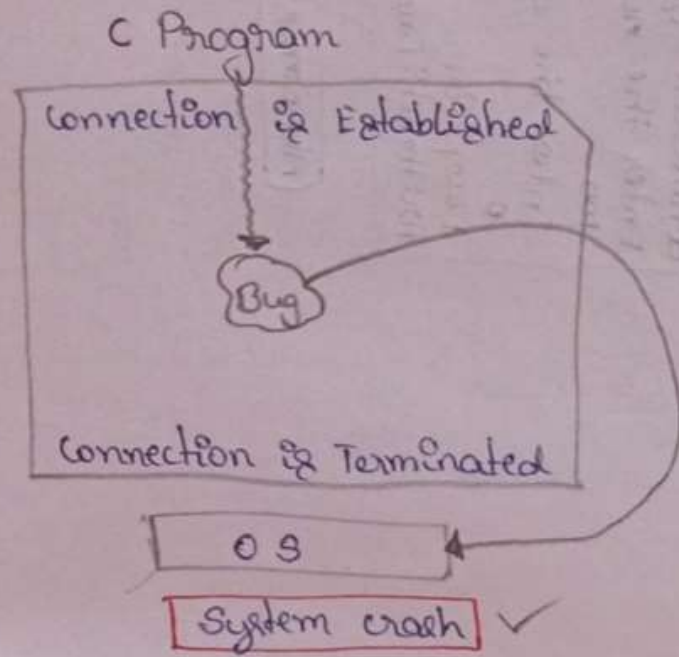 C Program
Connection is Established
Bug
Connection is Terminated
OS
System crash